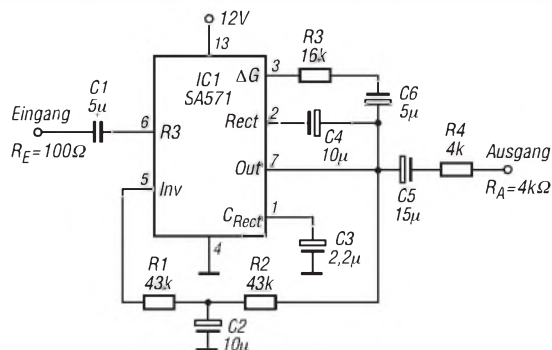 12V
13
IC1
SA571
ΔG
3
R3
16k
C6
5µ
C1
5µ
Eingang
R_E=100Ω
6
R3
Rect
2
C4
10µ
Out
7
C5
15µ
R4
4k
Ausgang
R_A=4kΩ
5
Inv
C_Rect
1
C3
2,2µ
4
R1
43k
R2
43k
C2
10µ